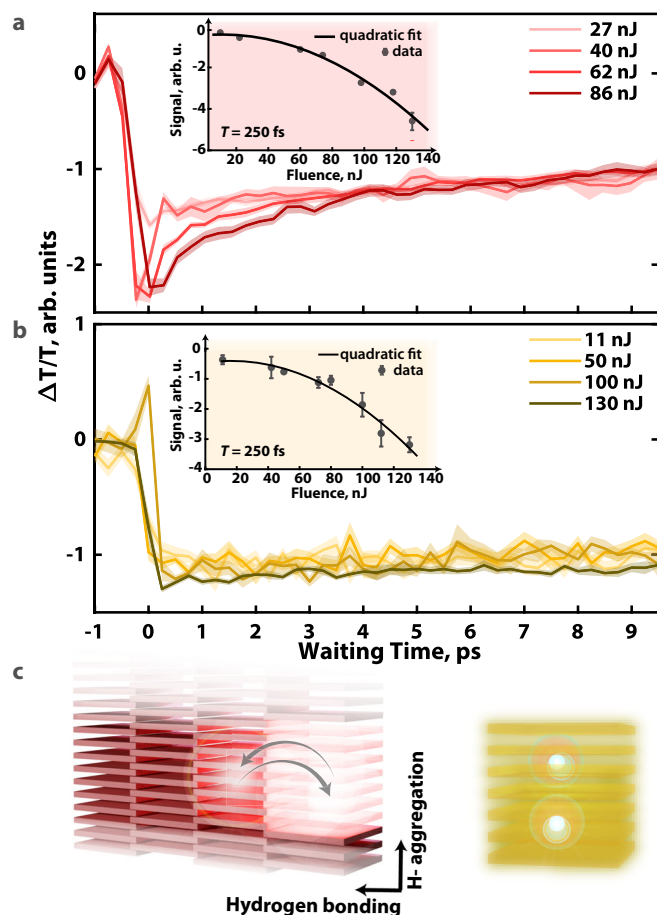 a
0
-1
-2
ΔT/T, arb. units
27 nJ
40 nJ
62 nJ
86 nJ
Signal, arb. u.
0
-2
-4
-6
quadratic fit
data
T = 250 fs
20 40 60 80 100 120 140
Fluence, nJ
b
1
0
-1
11 nJ
50 nJ
100 nJ
130 nJ
Signal, arb. u.
0
-1
-2
-3
-4
quadratic fit
data
T = 250 fs
0 20 40 60 80 100 120 140
Fluence, nJ
-1 0 1 2 3 4 5 6 7 8 9
Waiting Time, ps
c
H- aggregation
Hydrogen bonding